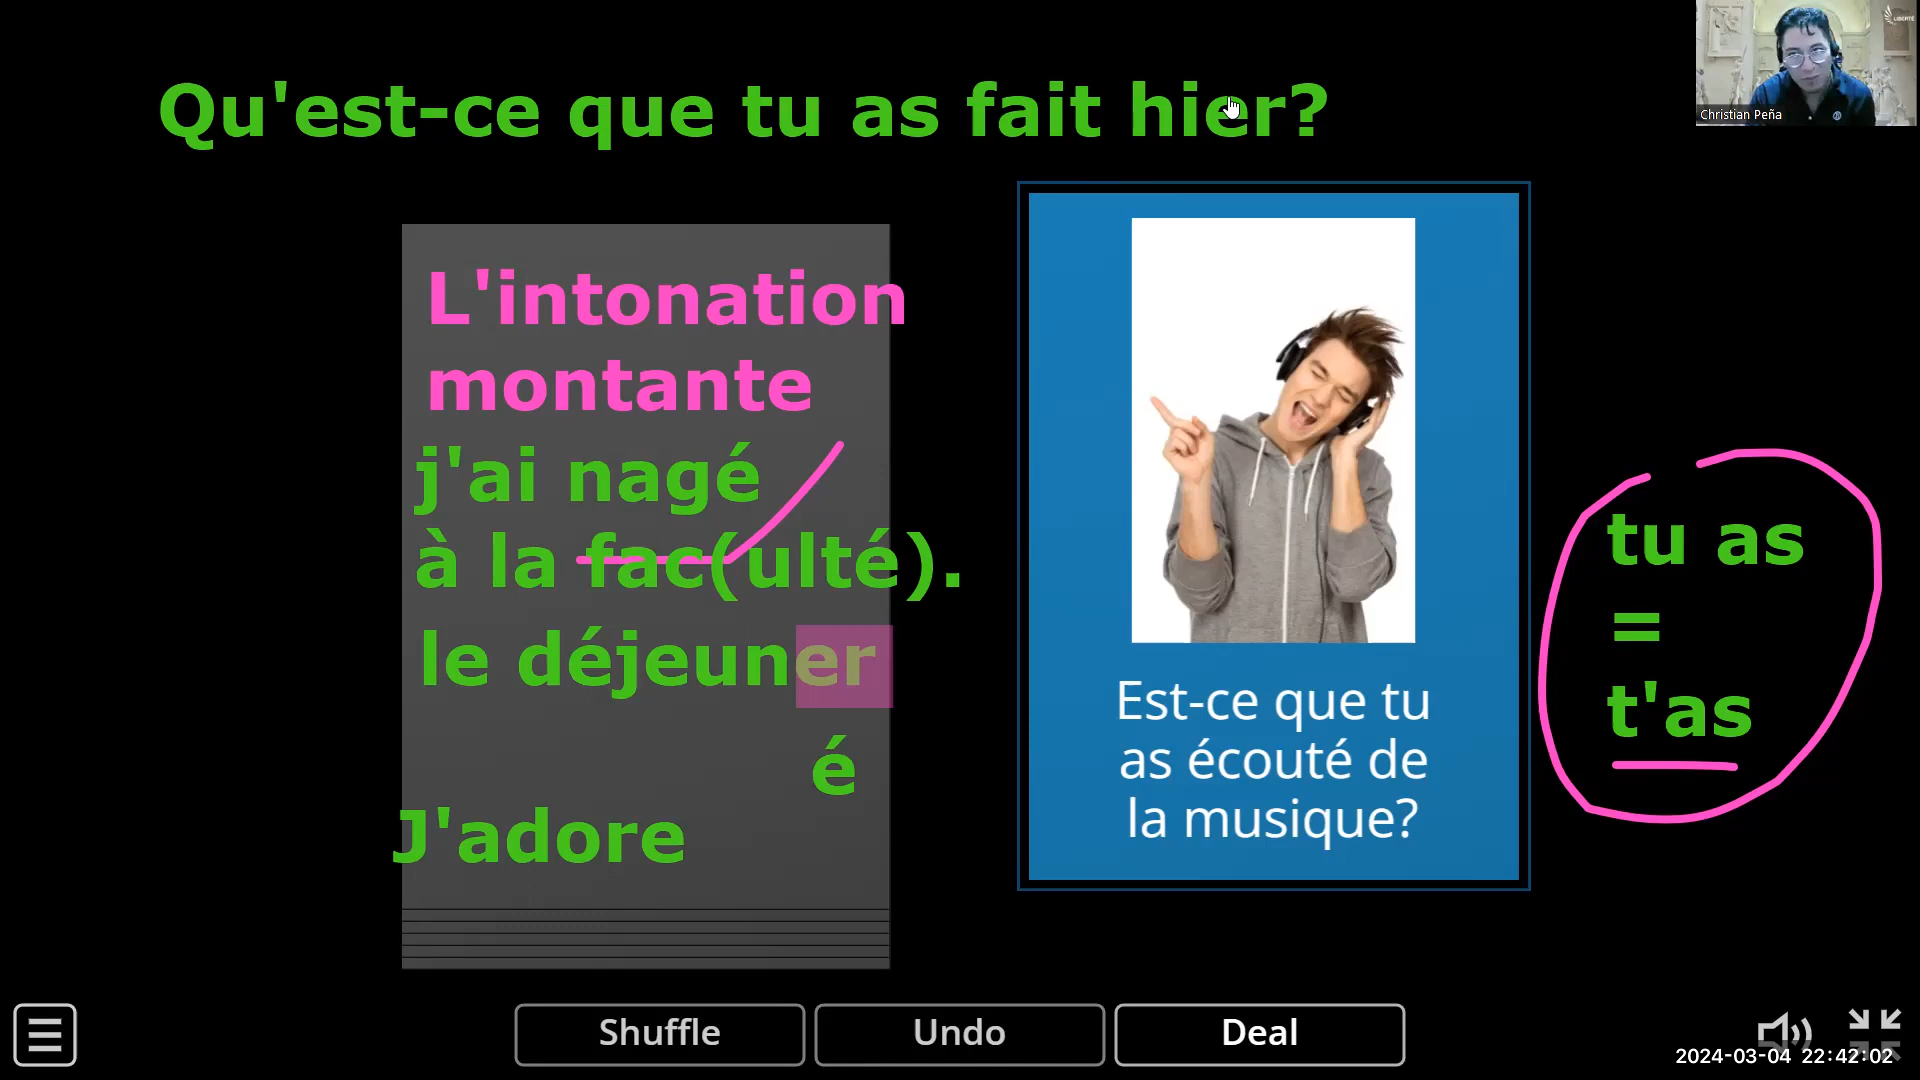 Qu'est-ce que tu as fait hier?
LIBERTÉ
Christian Peña
L'intonation
montante
j'ai nagé
à la fac(ulté).
le déjeuner
é
J'adore
Est-ce que tu
as écouté de
la musique?
tu as
=
t'as
Shuffle
Undo
Deal
2024-03-04 22:42:02